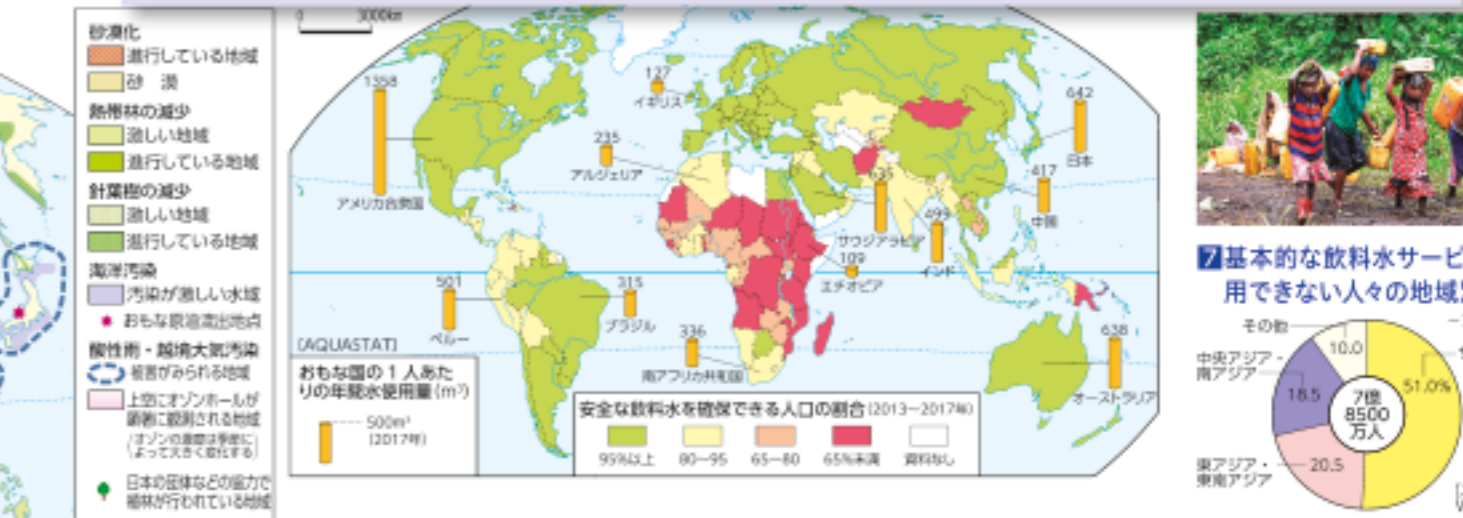 砂漠化
進行している地域
砂 漠
熱帯林の減少
激しい地域
進行している地域
針葉樹の減少
激しい地域
進行している地域
海洋汚染
汚染が激しい水域
おもな原油流出地点
酸性雨・越境大気汚染
被害がみられる地域
上空にオゾンホールが
顕著に観測される地域
(オゾンの濃度は季節に
よって大きく変化する)
日本の団体などの協力で
植林が行われている地域
0 3000km
1358
アメリカ合衆国
127
イギリス
235
アルジェリア
642
日本
417
中国
635
サウジアラビア
499
インド
109
エチオピア
501
ペルー
315
ブラジル
336
南アフリカ共和国
638
オーストラリア
[AQUASTAT]
おもな国の1人あた
りの年間水使用量(m³)
500m³
(2017年)
安全な飲料水を確保できる人口の割合(2013〜2017年)
95%以上 80〜95 65〜80 65%未満 資料なし
7 基本的な飲料水サービ
用できない人々の地域
その他
10.0
中央アジア・
南アジア
18.5
51.0%
7億
8500
万人
東アジア・
東南アジア
20.5